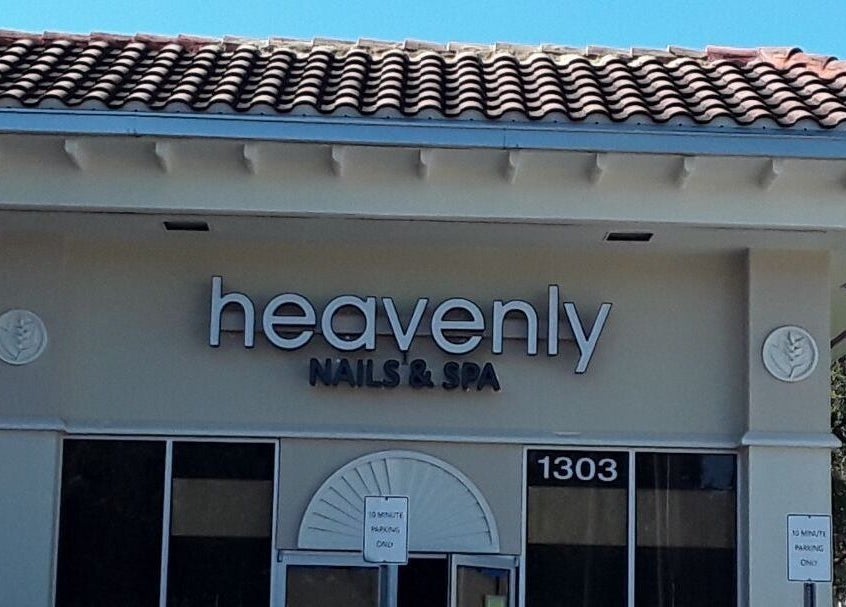 heavenly
NAILS & SPA
1303
10 MINUTE
PARKING
ONLY
10 MINUTE
PARKING
ONLY